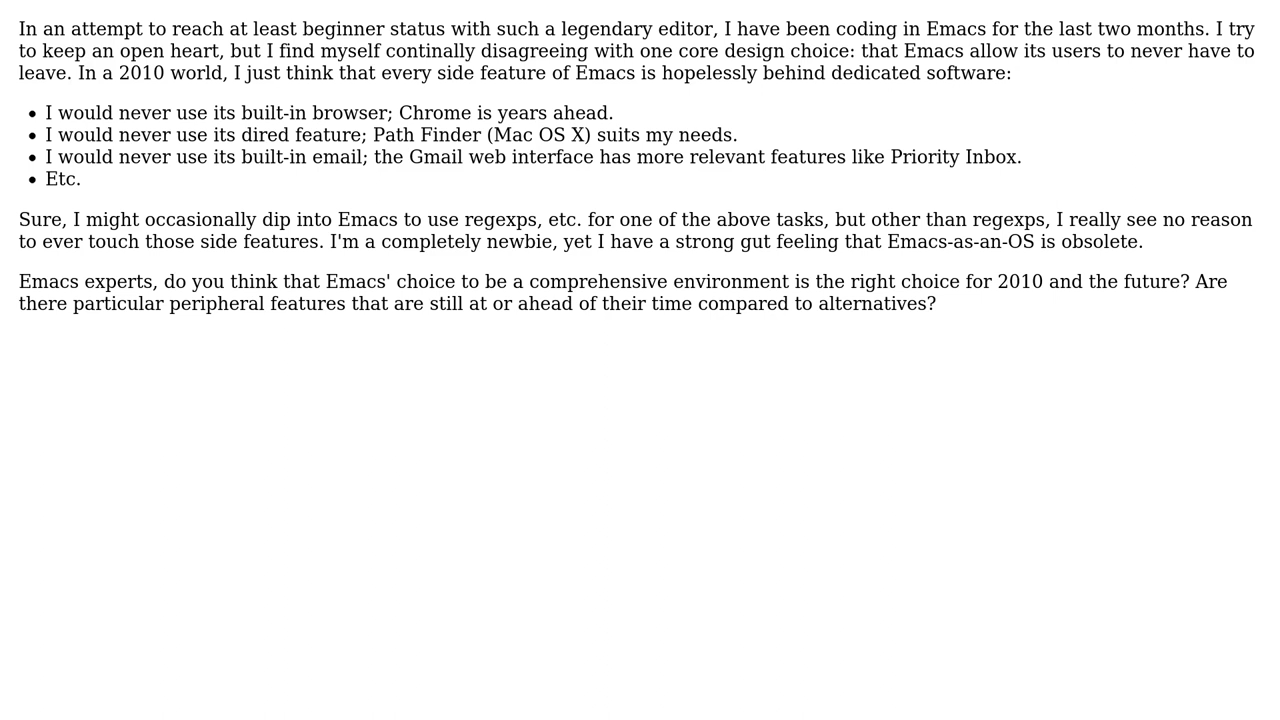 In an attempt to reach at least beginner status with such a legendary editor, I have been coding in Emacs for the last two months. I try
to keep an open heart, but I find myself continally disagreeing with one core design choice: that Emacs allow its users to never have to
leave. In a 2010 world, I just think that every side feature of Emacs is hopelessly behind dedicated software:
• I would never use its built-in browser; Chrome is years ahead.
• I would never use its dired feature; Path Finder (Mac OS X) suits my needs.
• I would never use its built-in email; the Gmail web interface has more relevant features like Priority Inbox.
• Etc.
Sure, I might occasionally dip into Emacs to use regexps, etc. for one of the above tasks, but other than regexps, I really see no reason
to ever touch those side features. I'm a completely newbie, yet I have a strong gut feeling that Emacs-as-an-OS is obsolete.
Emacs experts, do you think that Emacs' choice to be a comprehensive environment is the right choice for 2010 and the future? Are
there particular peripheral features that are still at or ahead of their time compared to alternatives?